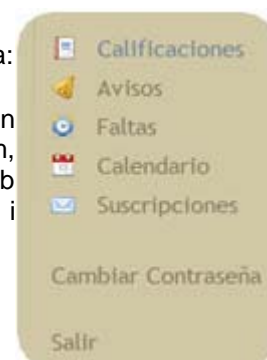 a:
n
n,
b
i
Calificaciones
Avisos
Faltas
Calendario
Suscripciones
Cambiar Contraseña
Salir